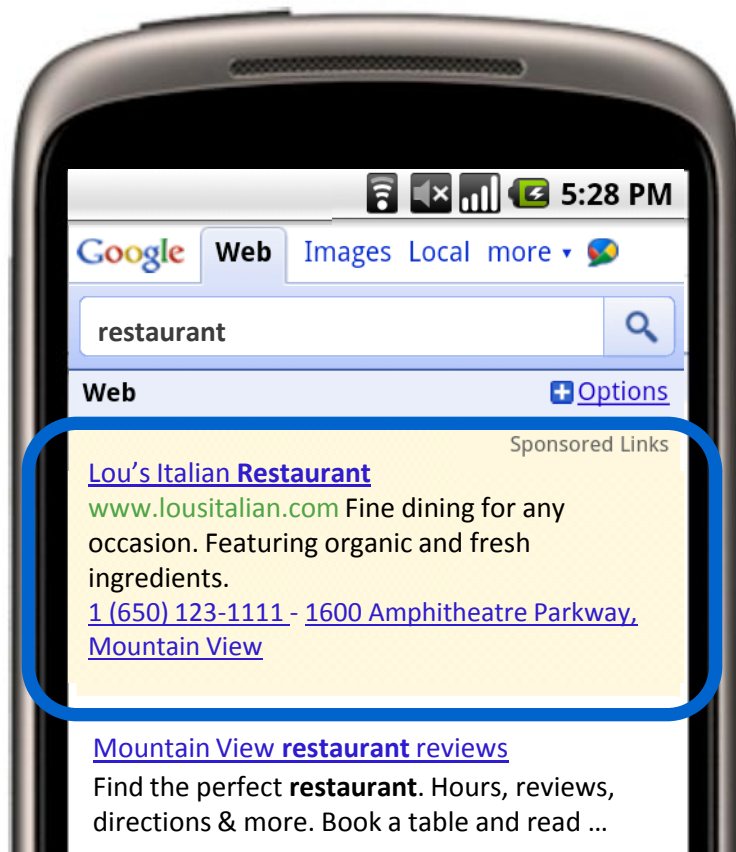 5:28 PM
Google Web Images Local more
restaurant
Web Options
Sponsored Links
Lou’s Italian Restaurant
www.lousitalian.com Fine dining for any
occasion. Featuring organic and fresh
ingredients.
1 (650) 123-1111 - 1600 Amphitheatre Parkway,
Mountain View
Mountain View restaurant reviews
Find the perfect restaurant. Hours, reviews,
directions & more. Book a table and read ...